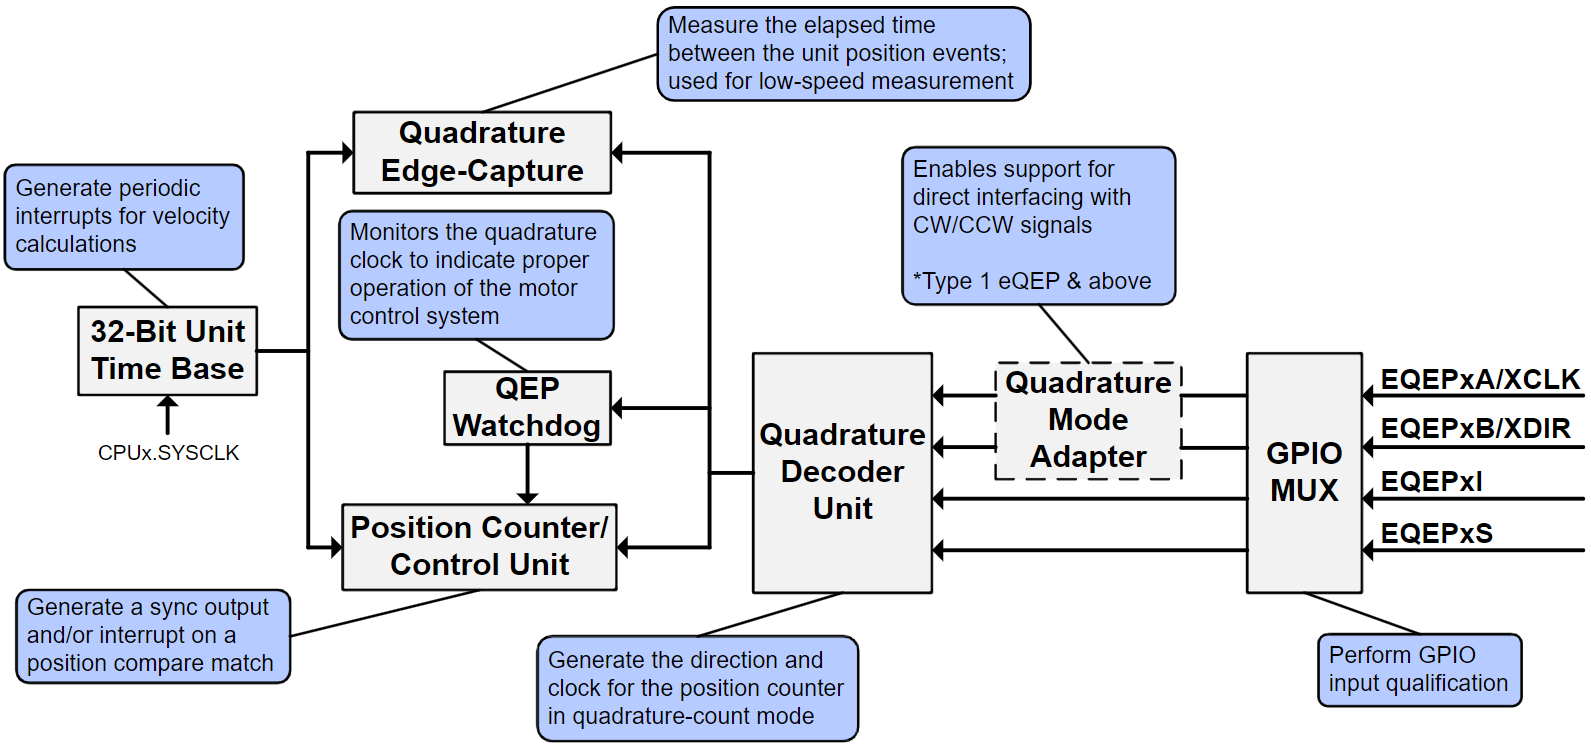 Measure the elapsed time
between the unit position events;
used for low-speed measurement
Quadrature
Edge-Capture
Generate periodic
interrupts for velocity
calculations
Enables support for
direct interfacing with
CW/CCW signals
*Type 1 eQEP & above
Monitors the quadrature
clock to indicate proper
operation of the motor
control system
32-Bit Unit
Time Base
CPUx.SYSCLK
QEP
Watchdog
Quadrature
Mode
Adapter
Quadrature
Decoder
Unit
GPIO
MUX
EQEPxA/XCLK
EQEPxB/XDIR
EQEPxI
EQEPxS
Position Counter/
Control Unit
Generate a sync output
and/or interrupt on a
position compare match
Generate the direction and
clock for the position counter
in quadrature-count mode
Perform GPIO
input qualification